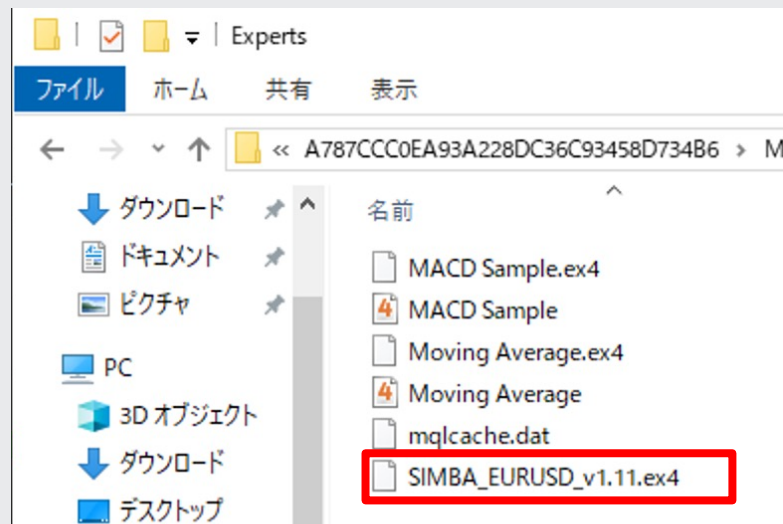 Experts
ファイル ホーム 共有 表示
« A787CCC0EA93A228DC36C93458D734B6 > M
ダウンロード
ドキュメント
ピクチャ
PC
3D オブジェクト
ダウンロード
デスクトップ
名前
MACD Sample.ex4
MACD Sample
Moving Average.ex4
Moving Average
mqlcache.dat
SIMBA_EURUSD_v1.11.ex4